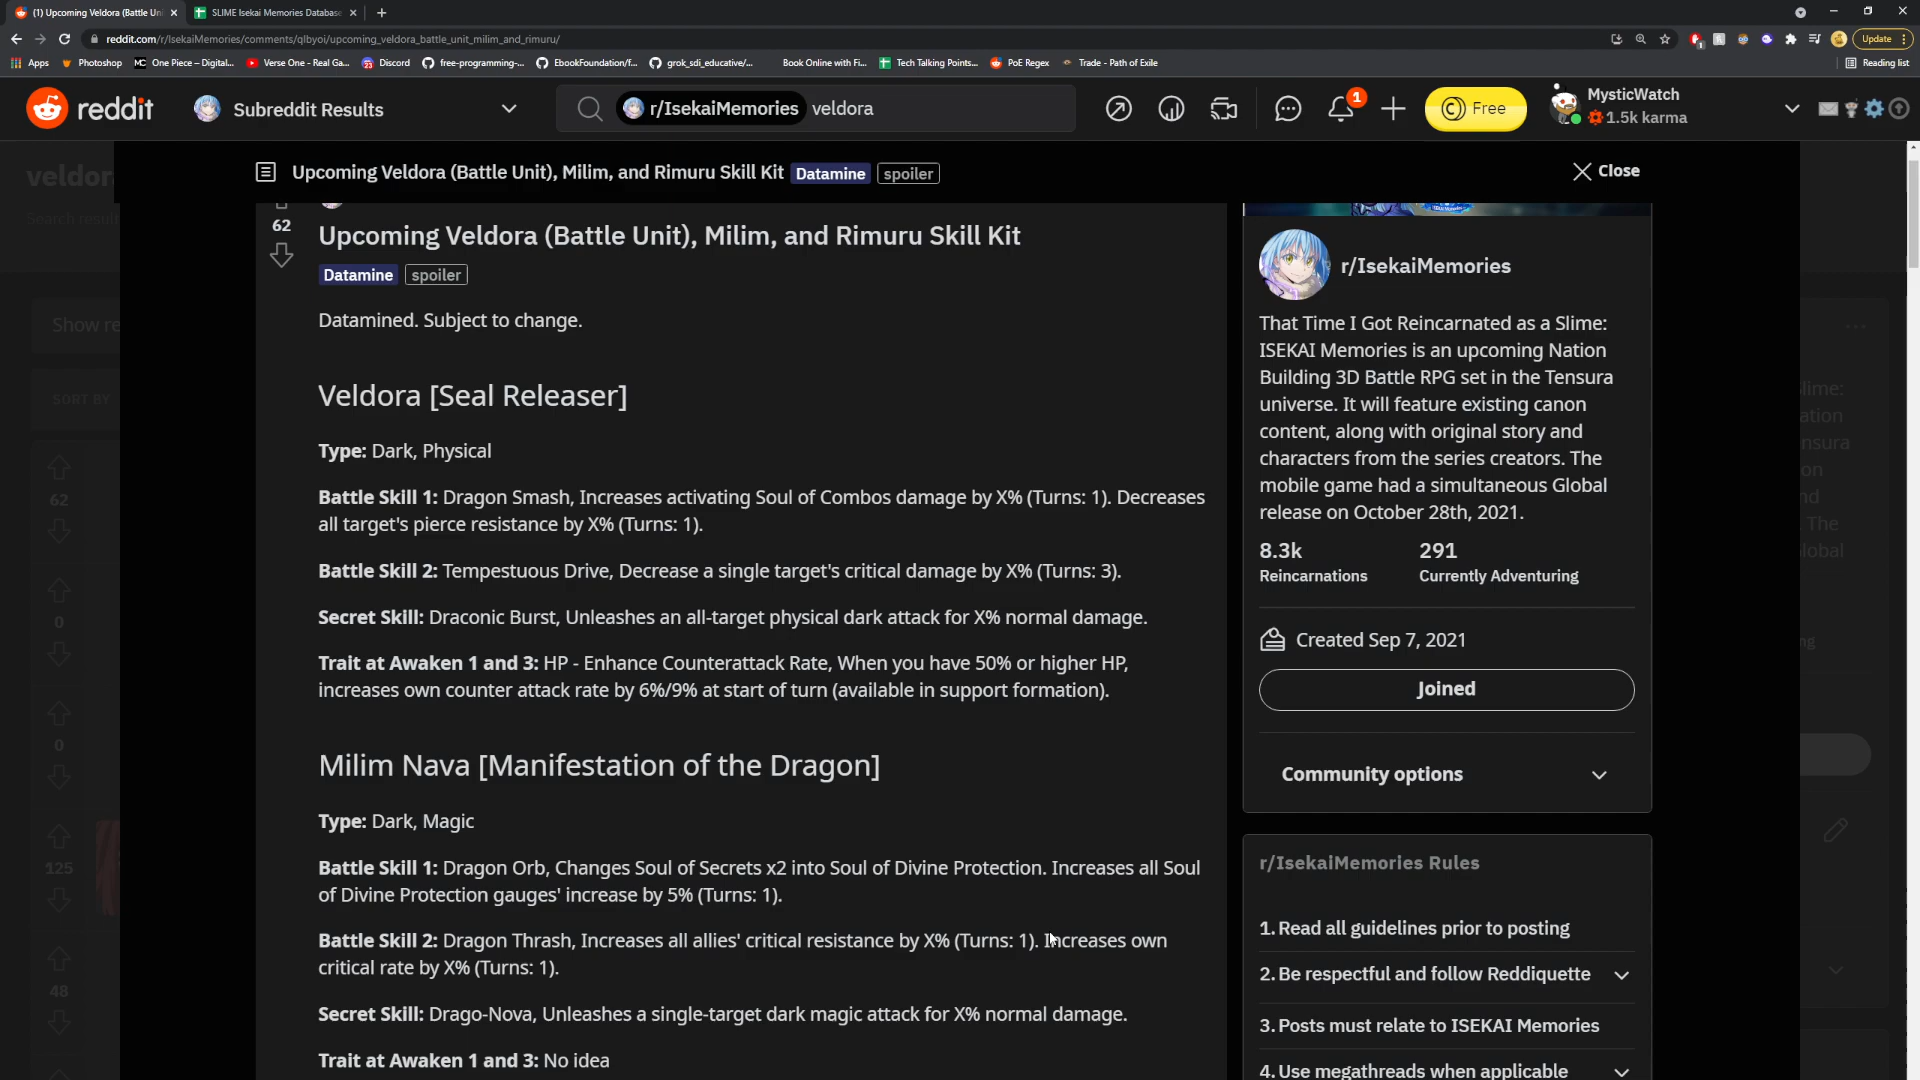 (1) Upcoming Veldora (Battle Un
SLIME Isekai Memories Database
reddit.com/r/IsekaiMemories/comments/qlbyoi/upcoming_veldora_battle_unit_milim_and_rimuru/
Update
Apps
Photoshop
One Piece – Digital...
Verse One - Real Ga...
Discord
free-programming-...
EbookFoundation/f...
grok_sdi_educative/...
Book Online with Fi...
Tech Talking Points...
PoE Regex
Trade - Path of Exile
Reading list
reddit
Subreddit Results
r/IsekaiMemories
veldora
1
Free
MysticWatch
1.5k karma
Upcoming Veldora (Battle Unit), Milim, and Rimuru Skill Kit
Datamine
spoiler
Close
62
Upcoming Veldora (Battle Unit), Milim, and Rimuru Skill Kit
Datamine
spoiler
Datamined. Subject to change.
Veldora [Seal Releaser]
Type: Dark, Physical
Battle Skill 1: Dragon Smash, Increases activating Soul of Combos damage by X% (Turns: 1). Decreases
all target's pierce resistance by X% (Turns: 1).
Battle Skill 2: Tempestuous Drive, Decrease a single target's critical damage by X% (Turns: 3).
Secret Skill: Draconic Burst, Unleashes an all-target physical dark attack for X% normal damage.
Trait at Awaken 1 and 3: HP - Enhance Counterattack Rate, When you have 50% or higher HP,
increases own counter attack rate by 6%/9% at start of turn (available in support formation).
Milim Nava [Manifestation of the Dragon]
Type: Dark, Magic
Battle Skill 1: Dragon Orb, Changes Soul of Secrets x2 into Soul of Divine Protection. Increases all Soul
of Divine Protection gauges' increase by 5% (Turns: 1).
Battle Skill 2: Dragon Thrash, Increases all allies' critical resistance by X% (Turns: 1). Increases own
critical rate by X% (Turns: 1).
Secret Skill: Drago-Nova, Unleashes a single-target dark magic attack for X% normal damage.
Trait at Awaken 1 and 3: No idea
r/IsekaiMemories
That Time I Got Reincarnated as a Slime:
ISEKAI Memories is an upcoming Nation
Building 3D Battle RPG set in the Tensura
universe. It will feature existing canon
content, along with original story and
characters from the series creators. The
mobile game had a simultaneous Global
release on October 28th, 2021.
8.3k
Reincarnations
291
Currently Adventuring
Created Sep 7, 2021
Joined
Community options
r/IsekaiMemories Rules
1. Read all guidelines prior to posting
2. Be respectful and follow Reddiquette
3. Posts must relate to ISEKAI Memories
4. Use megathreads when applicable
veldor
Search result
Show re
SORT BY
62
0
0
125
48